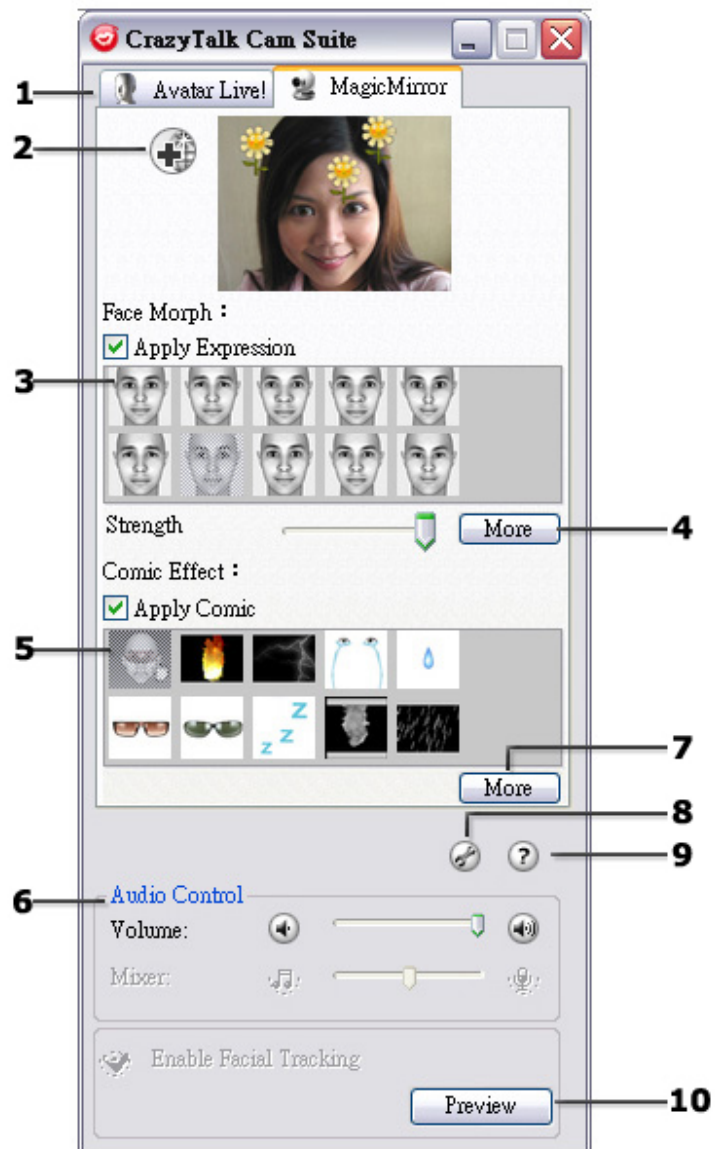 CrazyTalk Cam Suite
1 Avatar Live! MagicMirror
2
Face Morph :
Apply Expression
3
Strength More 4
Comic Effect :
Apply Comic
5
z z z
7
More
8
? 9
6 Audio Control
Volume:
Mixer:
Enable Facial Tracking
Preview 10